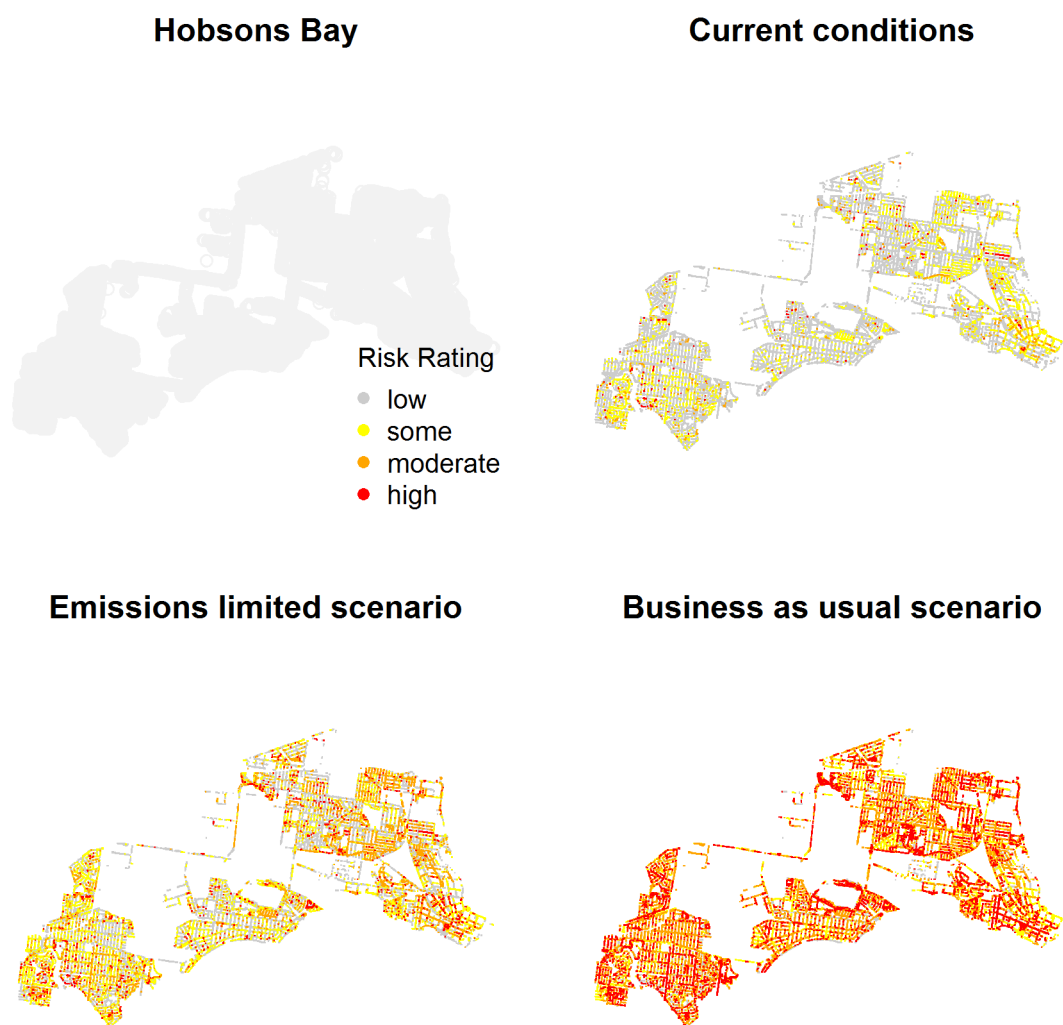 Hobsons Bay
Current conditions
Risk Rating
low
some
moderate
high
Emissions limited scenario
Business as usual scenario